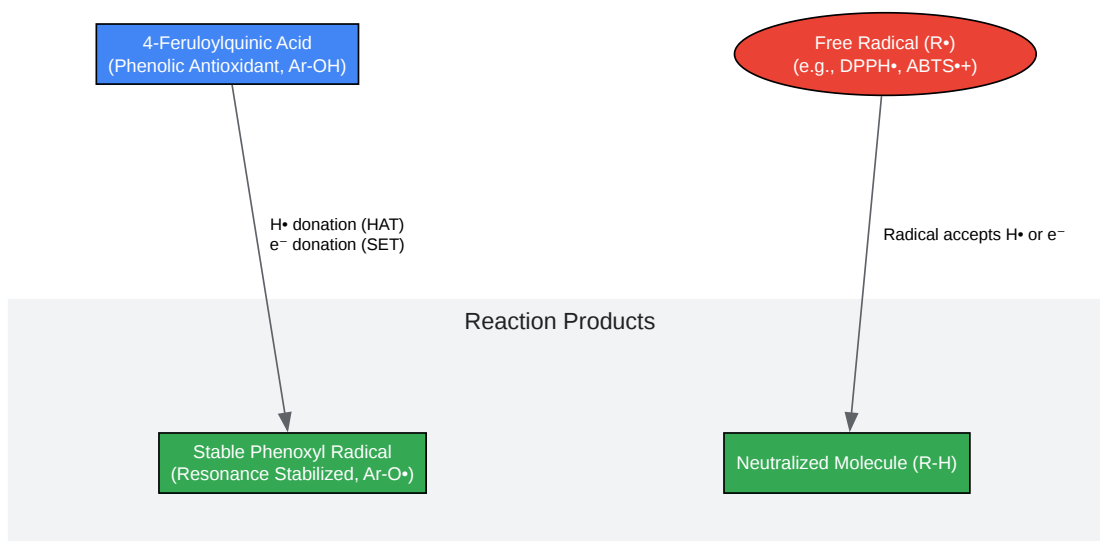 4-Feruloylquinic Acid
(Phenolic Antioxidant, Ar-OH)
Free Radical (R•)
(e.g., DPPH•, ABTS•+)
H• donation (HAT)
e⁻ donation (SET)
Radical accepts H• or e⁻
Reaction Products
Stable Phenoxyl Radical
(Resonance Stabilized, Ar-O•)
Neutralized Molecule (R-H)